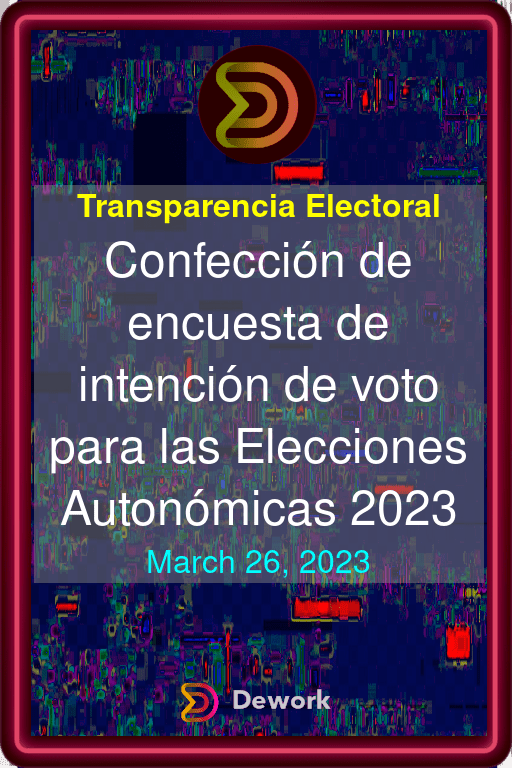 Transparencia Electoral
Confección de
encuesta de
intención de voto
para las Elecciones
Autonómicas 2023
March 26, 2023
Dework